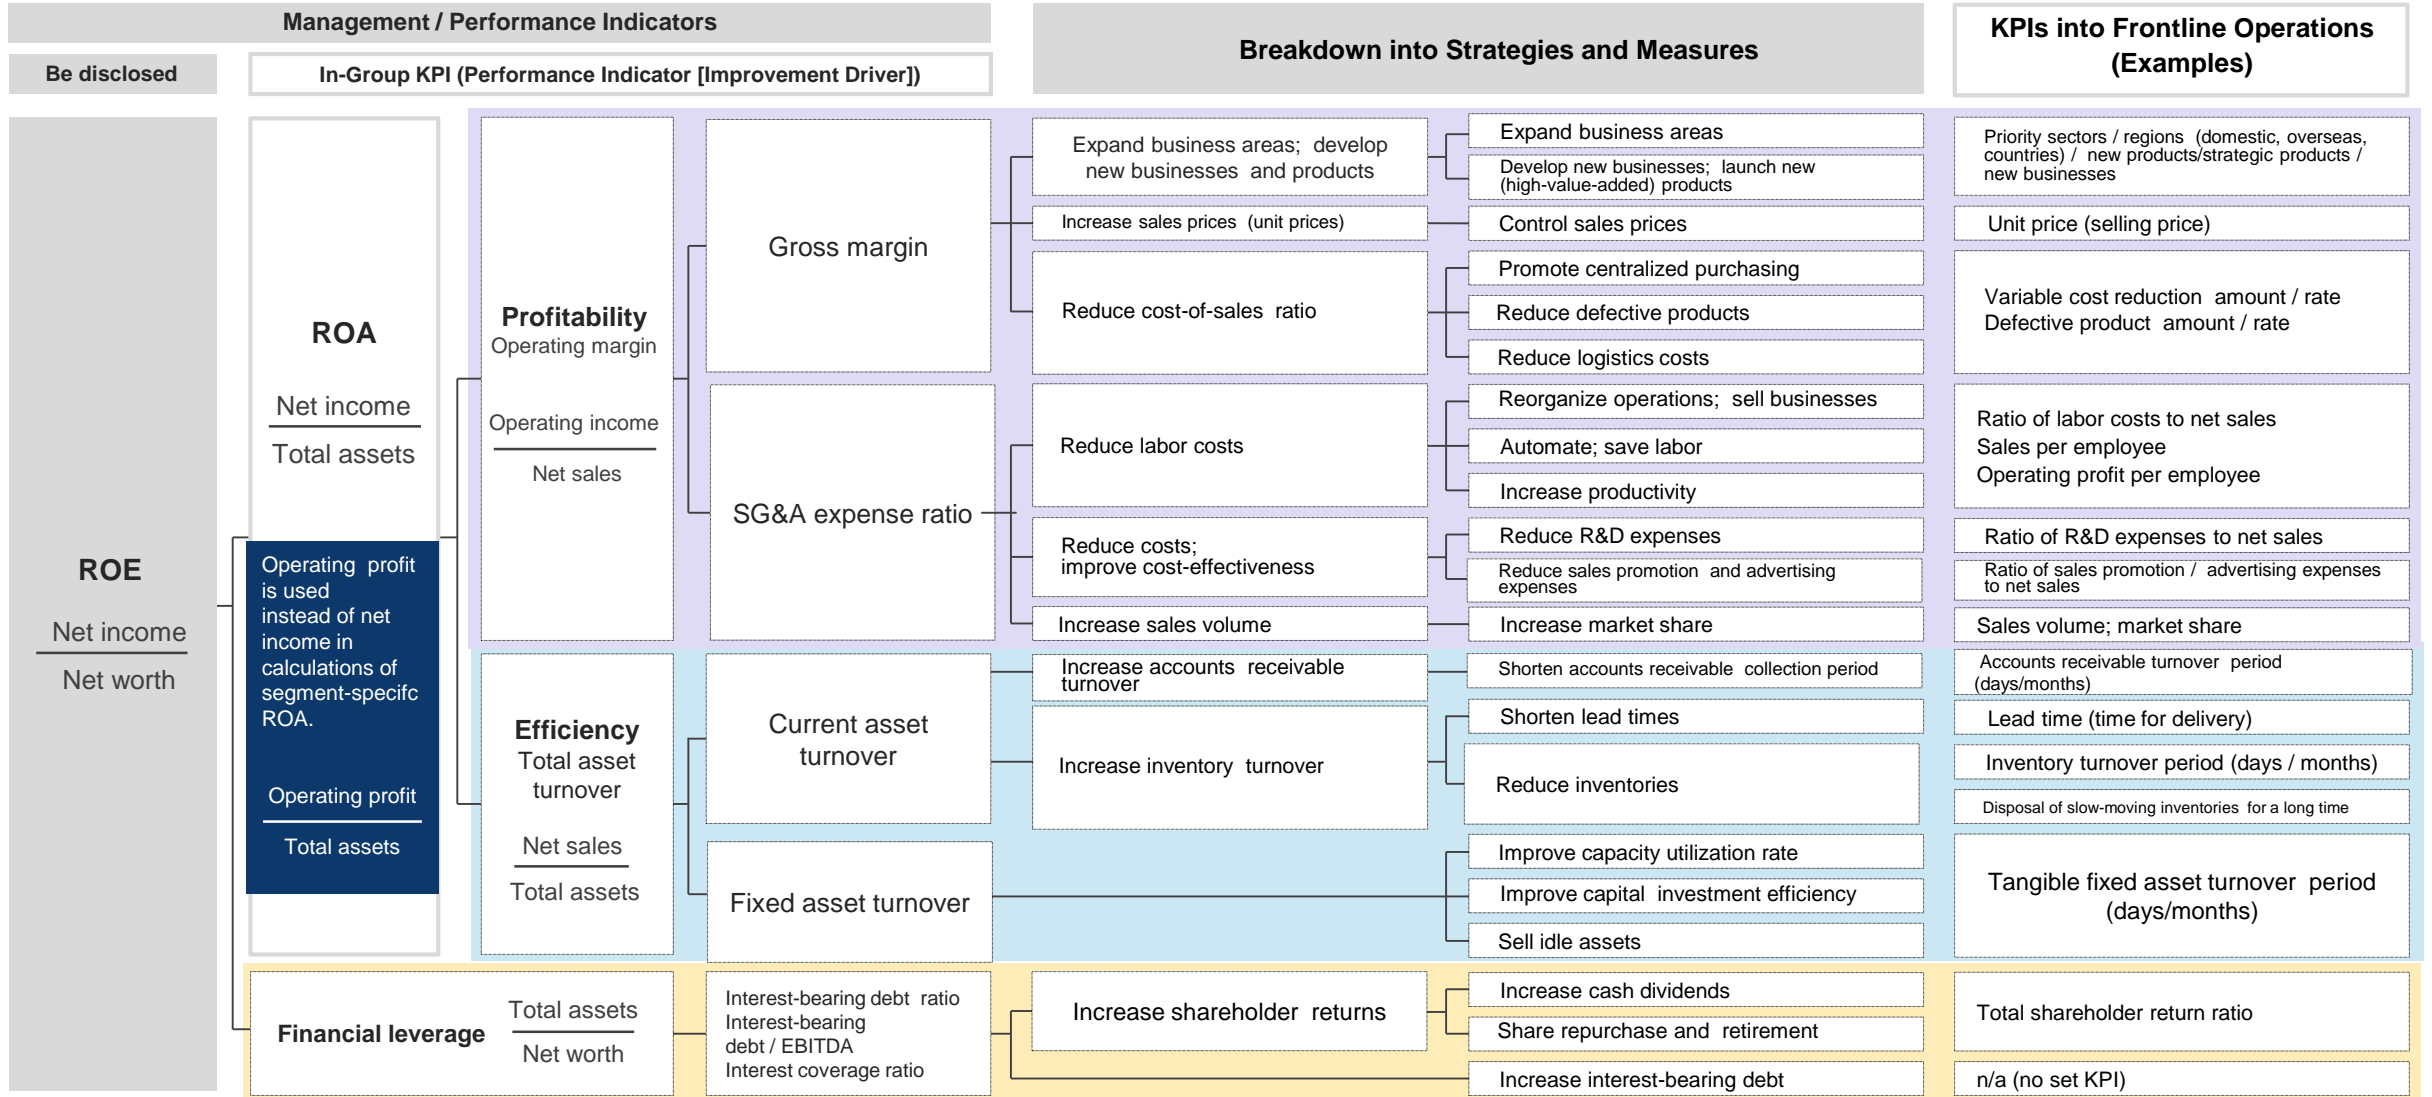 Management / Performance Indicators
Breakdown into Strategies and Measures
KPIs into Frontline Operations
(Examples)
Be disclosed
In-Group KPI (Performance Indicator [Improvement Driver])
ROE
Net income
Net worth
ROA
Net income
Total assets
Operating profit
is used
instead of net
income in
calculations of
segment-specifc
ROA.
Operating profit
Total assets
Profitability
Operating margin
Operating income
Net sales
Gross margin
Expand business areas; develop
new businesses and products
Expand business areas
Develop new businesses; launch new
(high-value-added) products
Priority sectors / regions (domestic, overseas,
countries) / new products/strategic products /
new businesses
Increase sales prices (unit prices)
Control sales prices
Unit price (selling price)
Reduce cost-of-sales ratio
Promote centralized purchasing
Reduce defective products
Reduce logistics costs
Variable cost reduction amount / rate
Defective product amount / rate
SG&A expense ratio
Reduce labor costs
Reorganize operations; sell businesses
Automate; save labor
Increase productivity
Ratio of labor costs to net sales
Sales per employee
Operating profit per employee
Reduce costs;
improve cost-effectiveness
Reduce R&D expenses
Ratio of R&D expenses to net sales
Reduce sales promotion and advertising
expenses
Ratio of sales promotion / advertising expenses
to net sales
Increase sales volume
Increase market share
Sales volume; market share
Efficiency
Total asset
turnover
Net sales
Total assets
Current asset
turnover
Increase accounts receivable
turnover
Shorten accounts receivable collection period
Accounts receivable turnover period
(days/months)
Increase inventory turnover
Shorten lead times
Lead time (time for delivery)
Reduce inventories
Inventory turnover period (days / months)
Disposal of slow-moving inventories for a long time
Fixed asset turnover
Improve capacity utilization rate
Improve capital investment efficiency
Sell idle assets
Tangible fixed asset turnover period
(days/months)
Financial leverage
Total assets
Net worth
Interest-bearing debt ratio
Interest-bearing
debt / EBITDA
Interest coverage ratio
Increase shareholder returns
Increase cash dividends
Share repurchase and retirement
Total shareholder return ratio
Increase interest-bearing debt
n/a (no set KPI)